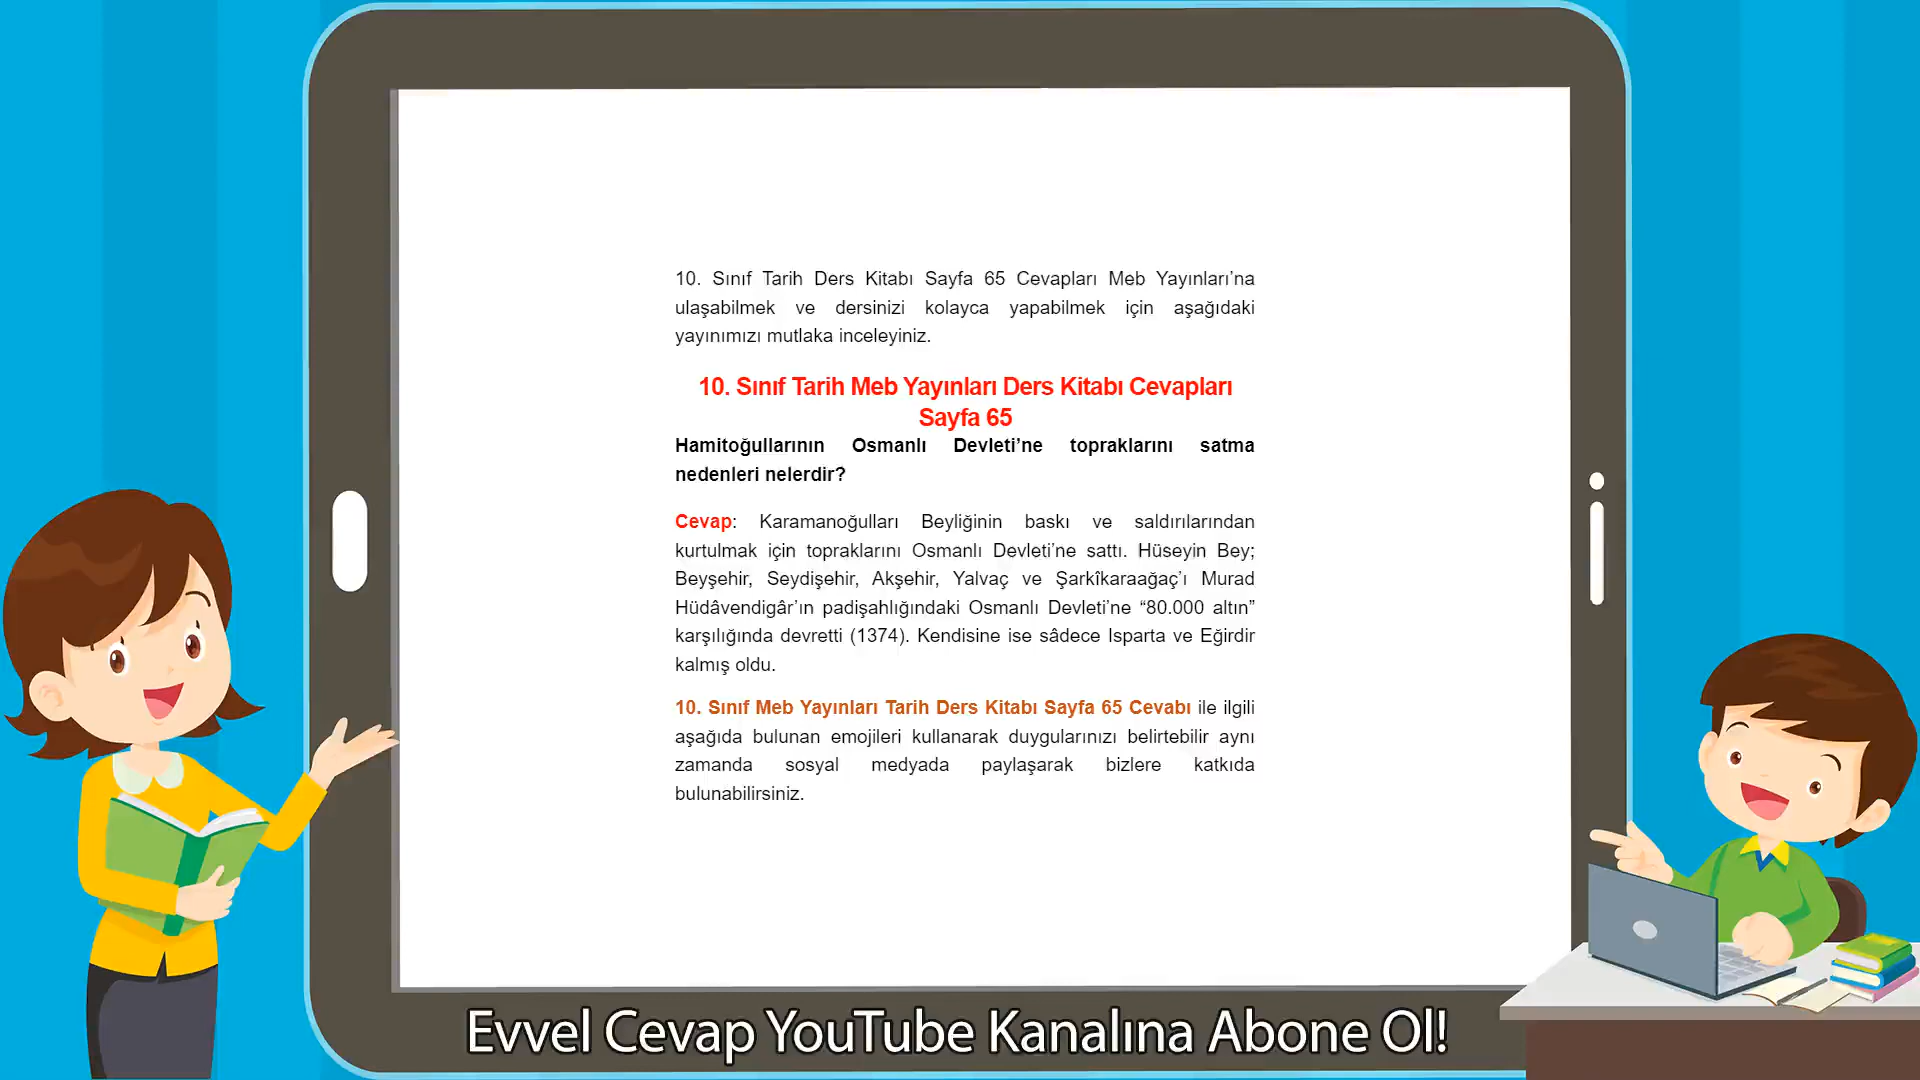 10. Sınıf Tarih Ders Kitabı Sayfa 65 Cevapları Meb Yayınları’na
ulaşabilmek ve dersinizi kolayca yapabilmek için aşağıdaki
yayınımızı mutlaka inceleyiniz.
10. Sınıf Tarih Meb Yayınları Ders Kitabı Cevapları
Sayfa 65
Hamitoğullarının Osmanlı Devleti’ne topraklarını satma
nedenleri nelerdir?
Cevap: Karamanoğulları Beyliğinin baskı ve saldırılarından
kurtulmak için topraklarını Osmanlı Devleti’ne sattı. Hüseyin Bey;
Beyşehir, Seydişehir, Akşehir, Yalvaç ve Şarkîkaraağaç’ı Murad
Hüdâvendigâr’ın padişahlığındaki Osmanlı Devleti’ne “80.000 altın”
karşılığında devretti (1374). Kendisine ise sâdece Isparta ve Eğirdir
kalmış oldu.
10. Sınıf Meb Yayınları Tarih Ders Kitabı Sayfa 65 Cevabı ile ilgili
aşağıda bulunan emojileri kullanarak duygularınızı belirtebilir aynı
zamanda sosyal medyada paylaşarak bizlere katkıda
bulunabilirsiniz.
Evvel Cevap YouTube Kanalına Abone Ol!